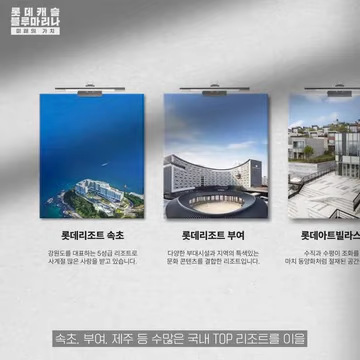 롯데캐슬
블루마리나
미래의 가치
롯데리조트 속초
강원도를 대표하는 5성급 리조트로
사계절 많은 사랑을 받고 있습니다.
롯데리조트 부여
다양한 부대시설과 지역의 특색있는
문화 콘텐츠를 결합한 리조트입니다.
롯데아트빌라스
수직과 수평이 조화를
마치 동양화처럼 절제된 공간
속초, 부여, 제주 등 수많은 국내 TOP 리조트를 이을